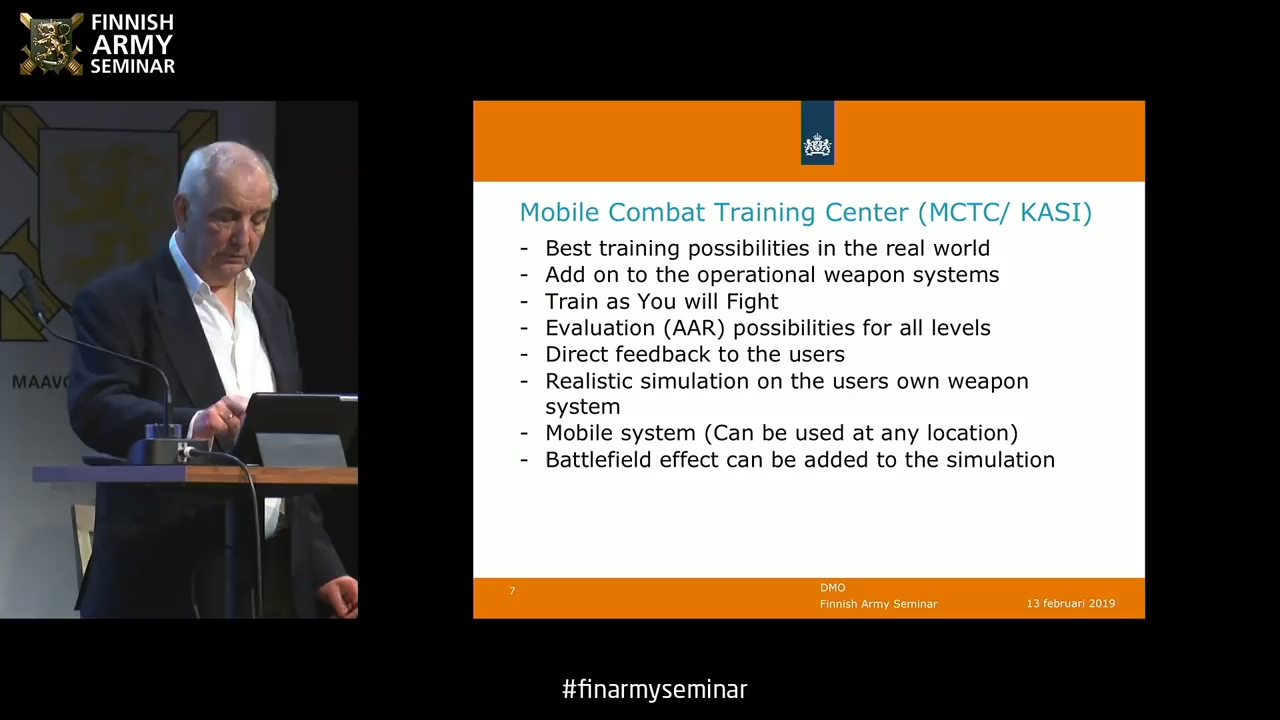 FINNISH
ARMY
SEMINAR
MAAVO
Mobile Combat Training Center (MCTC/ KASI)
- Best training possibilities in the real world
- Add on to the operational weapon systems
- Train as You will Fight
- Evaluation (AAR) possibilities for all levels
- Direct feedback to the users
- Realistic simulation on the users own weapon
system
- Mobile system (Can be used at any location)
- Battlefield effect can be added to the simulation
7
DMO
Finnish Army Seminar
13 februari 2019
#finarmyseminar